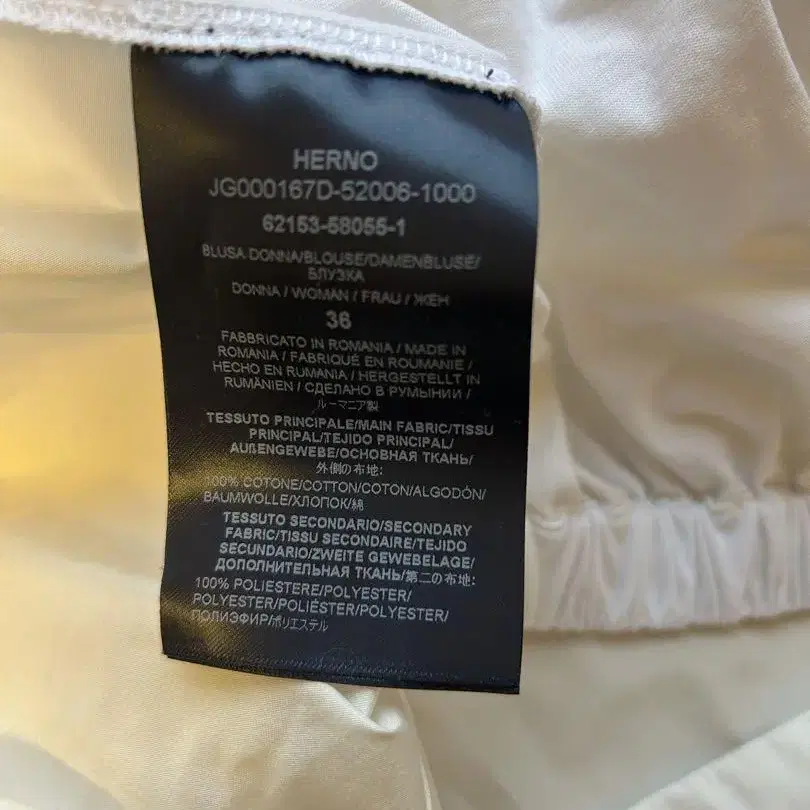 HERNO
JG000167D-52006-1000
62153-58055-1
BLUSA DONNA/BLOUSE/DAMENBLUSE/
БЛУЗКА
DONNA / WOMAN / FRAU / ЖЕН
36
FABBRICATO IN ROMANIA / MADE IN
ROMANIA / FABRIQUÉ EN ROUMANIE /
HECHO EN RUMANIA / HERGESTELLT IN
RUMÄNIEN / СДЕЛАНО В РУМЫНИИ /
ルーマニア製
TESSUTO PRINCIPALE/MAIN FABRIC/TISSU
PRINCIPAL/TEJIDO PRINCIPAL/
AUßENGEWEBE/ОСНОВНАЯ ТКАНЬ/
外側の布地:
100% COTONE/COTTON/COTON/ALGODÓN/
BAUMWOLLE/ХЛОПОК/綿
TESSUTO SECONDARIO/SECONDARY
FABRIC/TISSU SECONDAIRE/TEJIDO
SECUNDARIO/ZWEITE GEWEBELAGE/
ДОПОЛНИТЕЛЬНАЯ ТКАНЬ/第二の布地:
100% POLIESTERE/POLYESTER/
POLYESTER/POLIÉSTER/POLYESTER/
ПОЛИЭФИР/ポリエステル